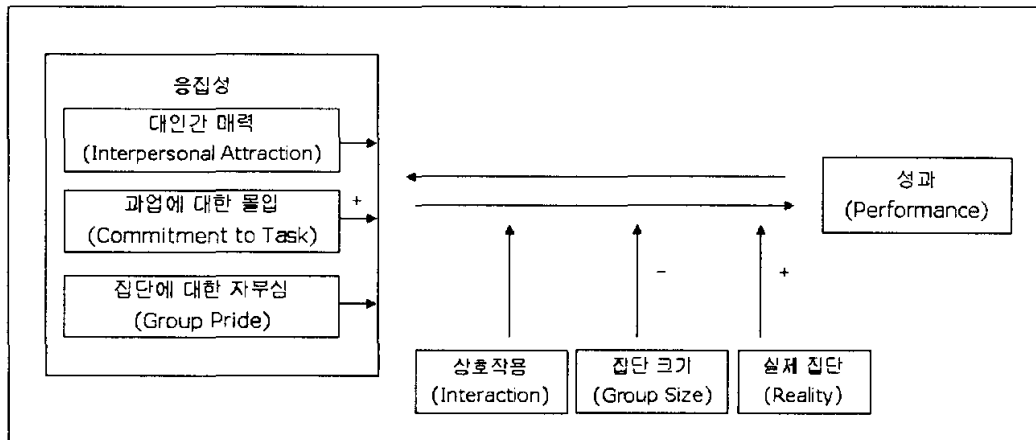 응집성
대인간 매력
(Interpersonal Attraction)
과업에 대한 몰입
(Commitment to Task)
+
집단에 대한 자부심
(Group Pride)
성과
(Performance)
−
+
상호작용
(Interaction)
집단 크기
(Group Size)
실제 집단
(Reality)